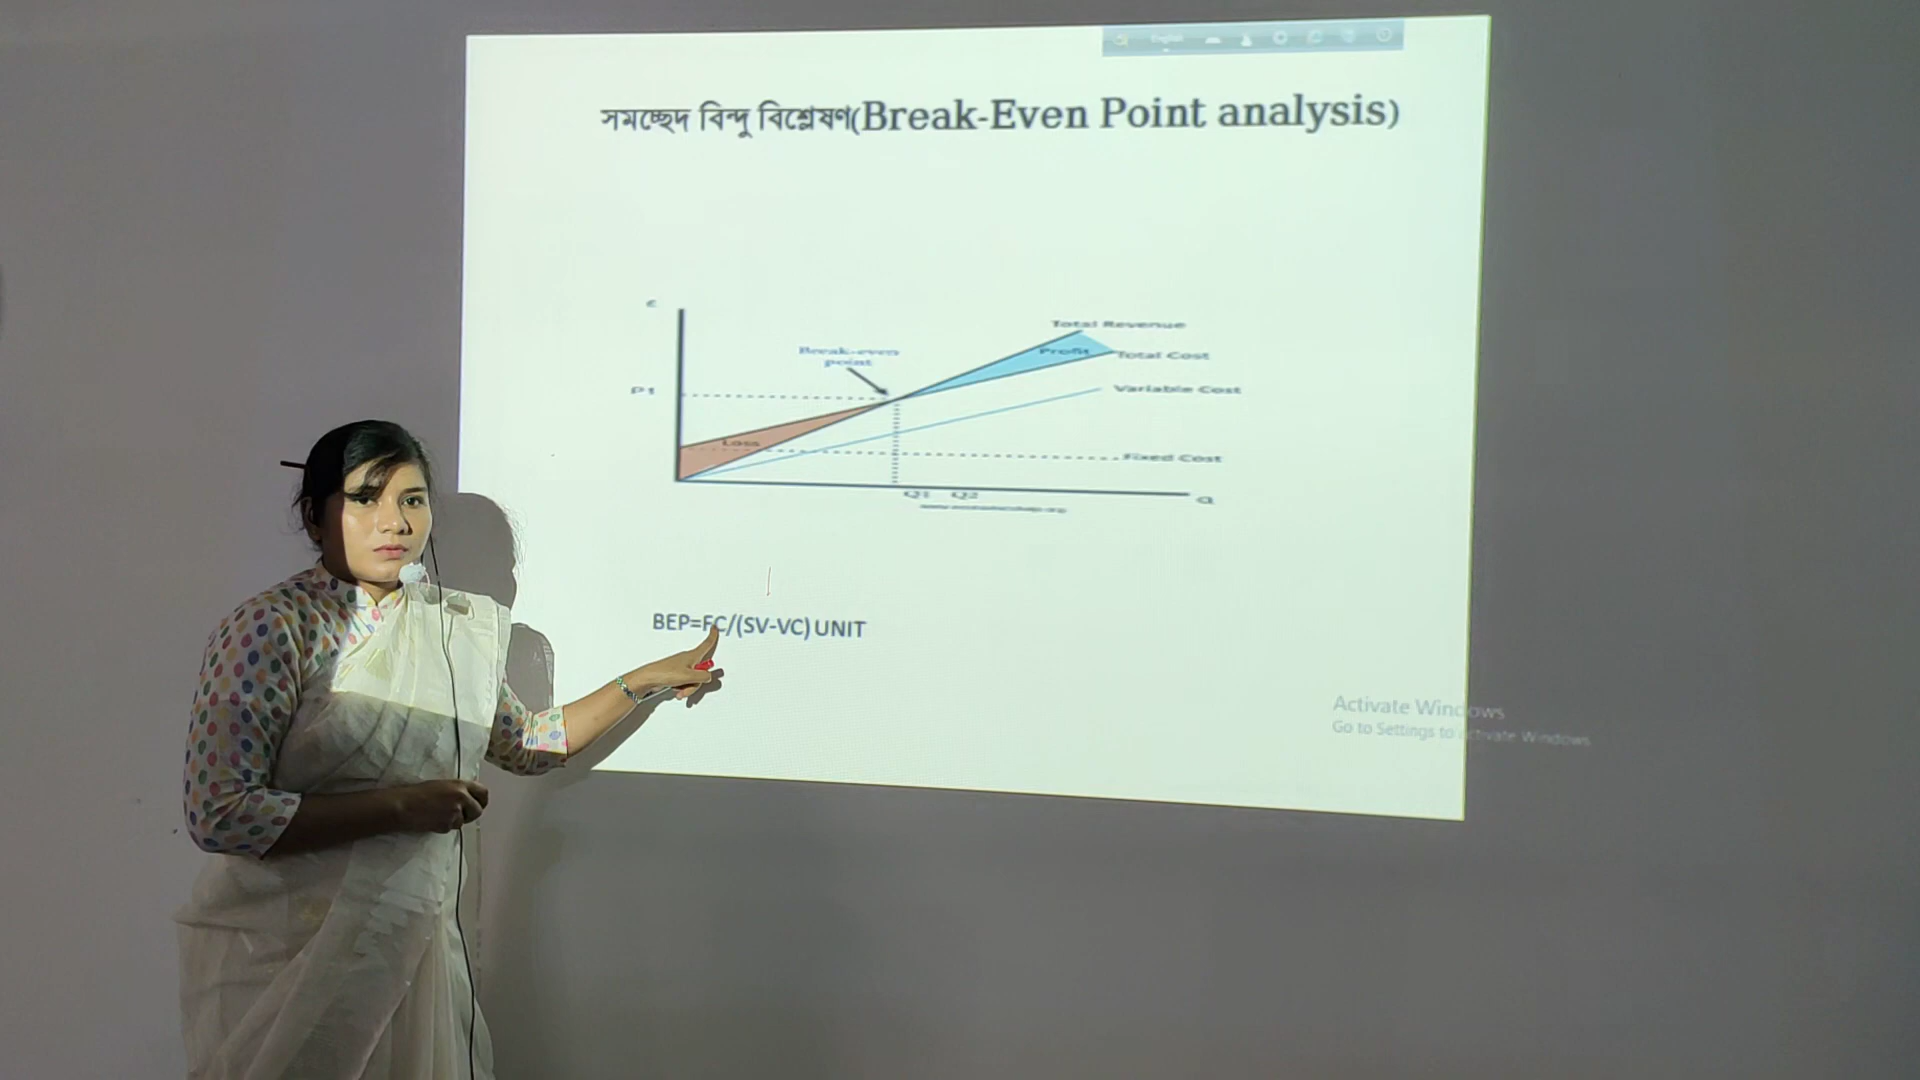 English
সমচ্ছেদ বিন্দু বিশ্লেষণ(Break-Even Point analysis)
£
Total Revenue
Break-even
point
Profit
Total Cost
P1
Variable Cost
Loss
Fixed Cost
Q1 Q2
Q
BEP=FC/(SV-VC) UNIT
Activate Windows
Go to Settings to activate Windows